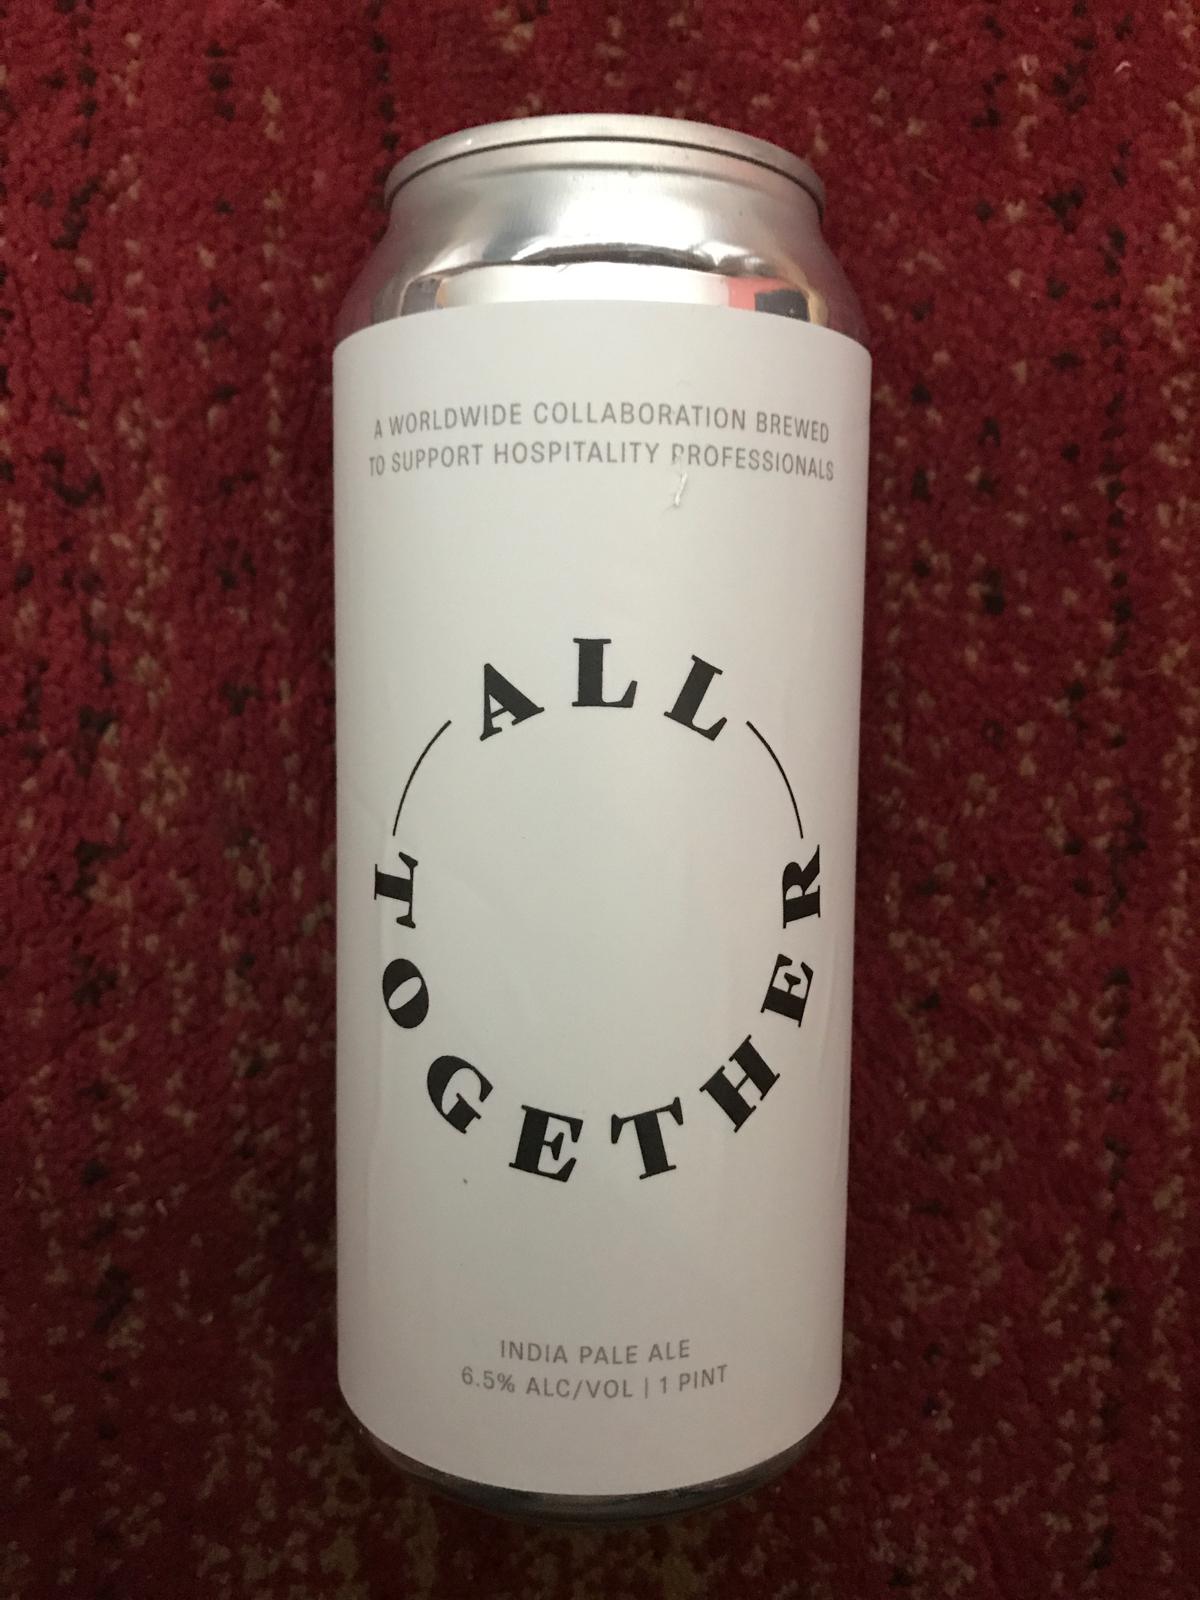 A WORLDWIDE COLLABORATION BREWED
TO SUPPORT HOSPITALITY PROFESSIONALS
ALL
TOGETHER
INDIA PALE ALE
6.5% ALC/VOL | 1 PINT